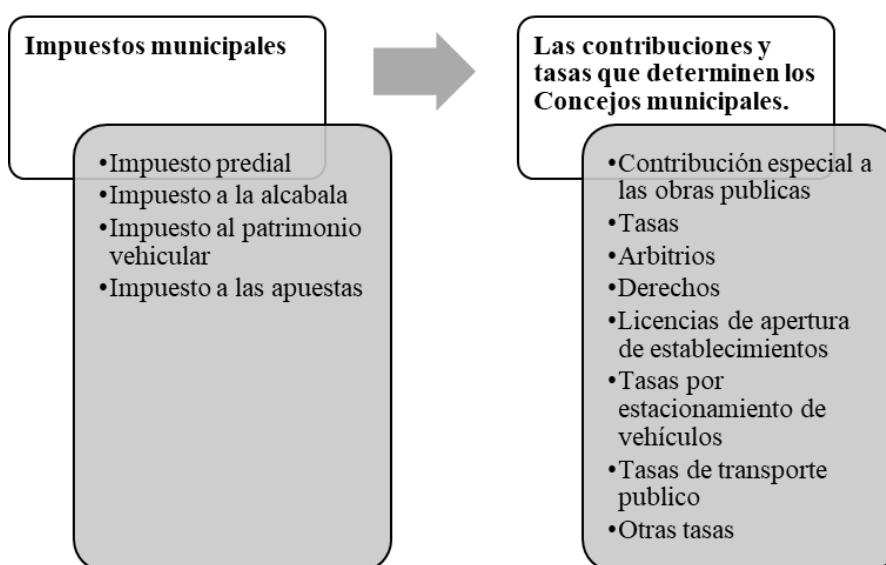 Impuestos municipales
•Impuesto predial
•Impuesto a la alcabala
•Impuesto al patrimonio
vehicular
•Impuesto a las apuestas
Las contribuciones y
tasas que determinen los
Concejos municipales.
•Contribución especial a
las obras publicas
•Tasas
•Arbitrios
•Derechos
•Licencias de apertura
de establecimientos
•Tasas por
estacionamiento de
vehículos
•Tasas de transporte
publico
•Otras tasas